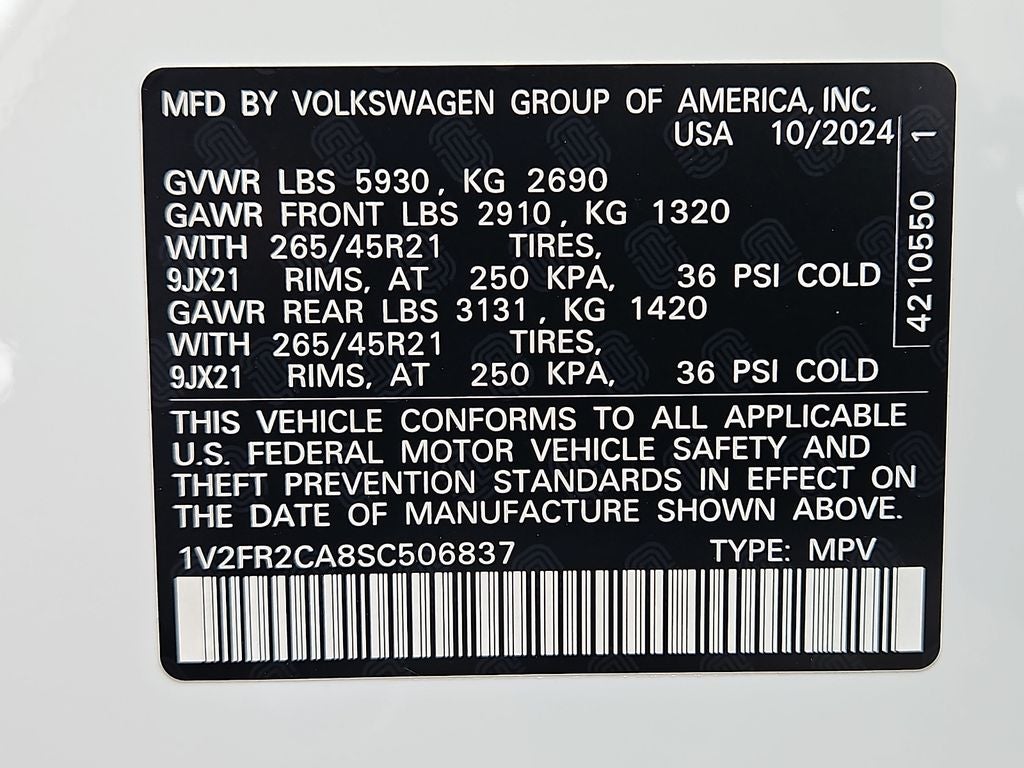 MFD BY VOLKSWAGEN GROUP OF AMERICA, INC.
USA 10/2024
GVWR LBS 5930, KG 2690
GAWR FRONT LBS 2910, KG 1320
WITH 265/45R21 TIRES,
9JX21 RIMS, AT 250 KPA, 36 PSI COLD
GAWR REAR LBS 3131, KG 1420
WITH 265/45R21 TIRES,
9JX21 RIMS, AT 250 KPA, 36 PSI COLD
4210550 1
THIS VEHICLE CONFORMS TO ALL APPLICABLE
U.S. FEDERAL MOTOR VEHICLE SAFETY AND
THEFT PREVENTION STANDARDS IN EFFECT ON
THE DATE OF MANUFACTURE SHOWN ABOVE.
1V2FR2CA8SC506837 TYPE: MPV